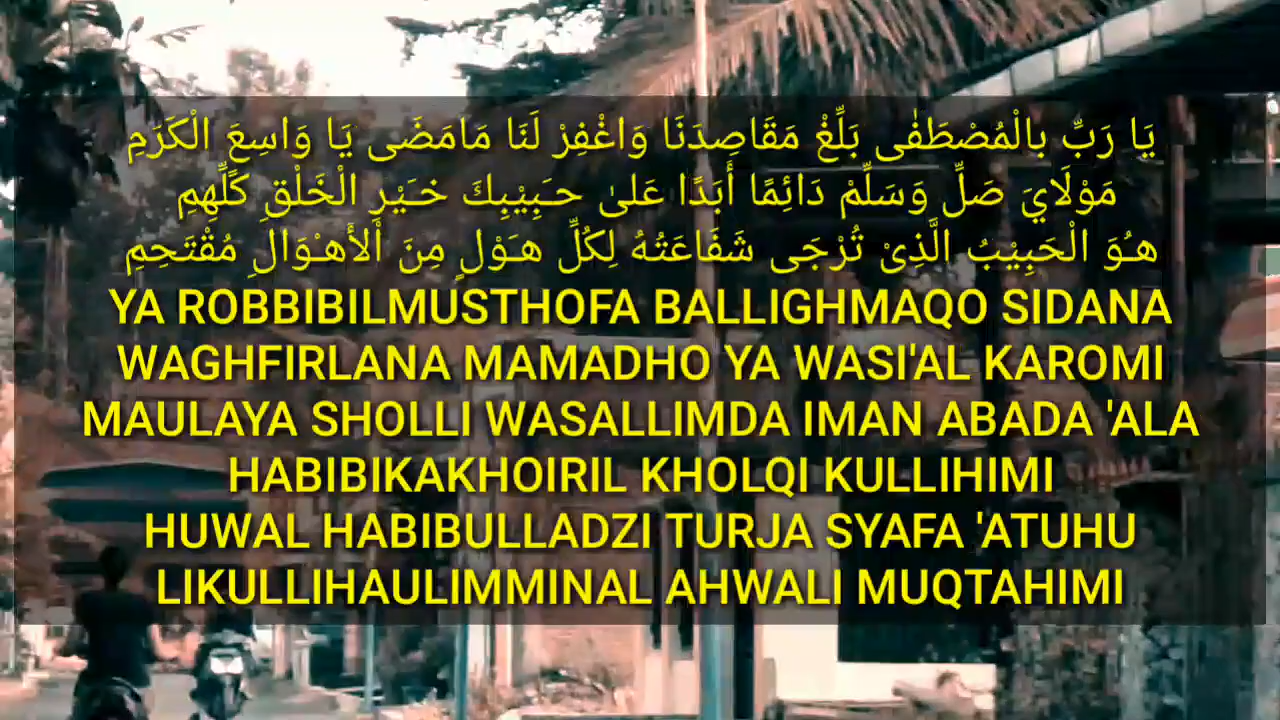 يَا رَبِّ بِالْمُصْطَفٰى بَلِّغْ مَقَاصِدَنَا وَاغْفِرْ لَنَا مَامَضَى يَا وَاسِعَ الْكَرَمِ
مَوْلَايَ صَلِّ وَسَلِّمْ دَائِمًا أَبَدًا عَلىٰ حَبِيْبِكَ خَيْرِ الْخَلْقِ كُلِّهِمِ
هُوَ الْحَبِيْبُ الَّذِىْ تُرْجَى شَفَاعَتُهُ لِكُلِّ هَوْلٍ مِنَ الْأَهْوَالِ مُقْتَحِمِ
YA ROBBIBILMUSTHOFA BALLIGHMAQO SIDANA
WAGHFIRLANA MAMADHO YA WASI'AL KAROMI
MAULAYA SHOLLI WASALLIMDA IMAN ABADA 'ALA
HABIBIKAKHOIRIL KHOLQI KULLIHIMI
HUWAL HABIBULLADZI TURJA SYAFA 'ATUHU
LIKULLIHAULIMMINAL AHWALI MUQTAHIMI